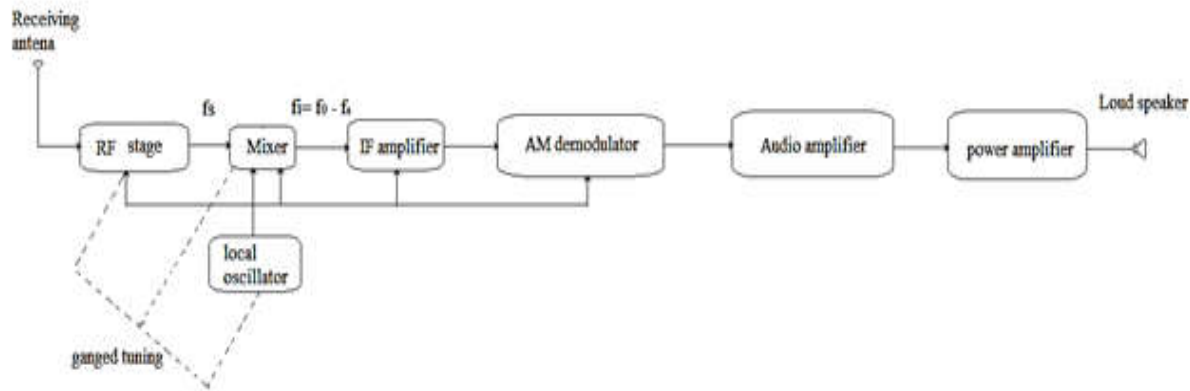 Receiving
antena
fs
fi= f0 - fs
Loud speaker
RF stage
Mixer
IF amplifier
AM demodulator
Audio amplifier
power amplifier
local
oscillator
ganged tuning